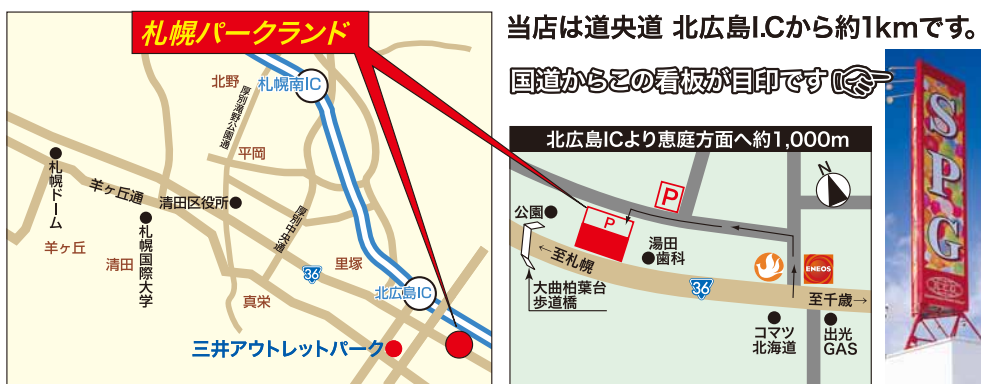 当店は道央道 北広島I.Cから約1kmです。
国道からこの看板が目印です
札幌パークランド
北野
札幌南IC
厚別滝野公園通
平岡
札幌ドーム
羊ヶ丘通
清田区役所
厚別中央通
羊ヶ丘
清田
札幌国際大学
36
里塚
北広島IC
真栄
三井アウトレットパーク
北広島ICより恵庭方面へ約1,000m
N
P
公園
P
←至札幌
湯田歯科
ENEOS
大曲柏葉台
歩道橋
36
至千歳→
コマツ
北海道
出光
GAS
SPG